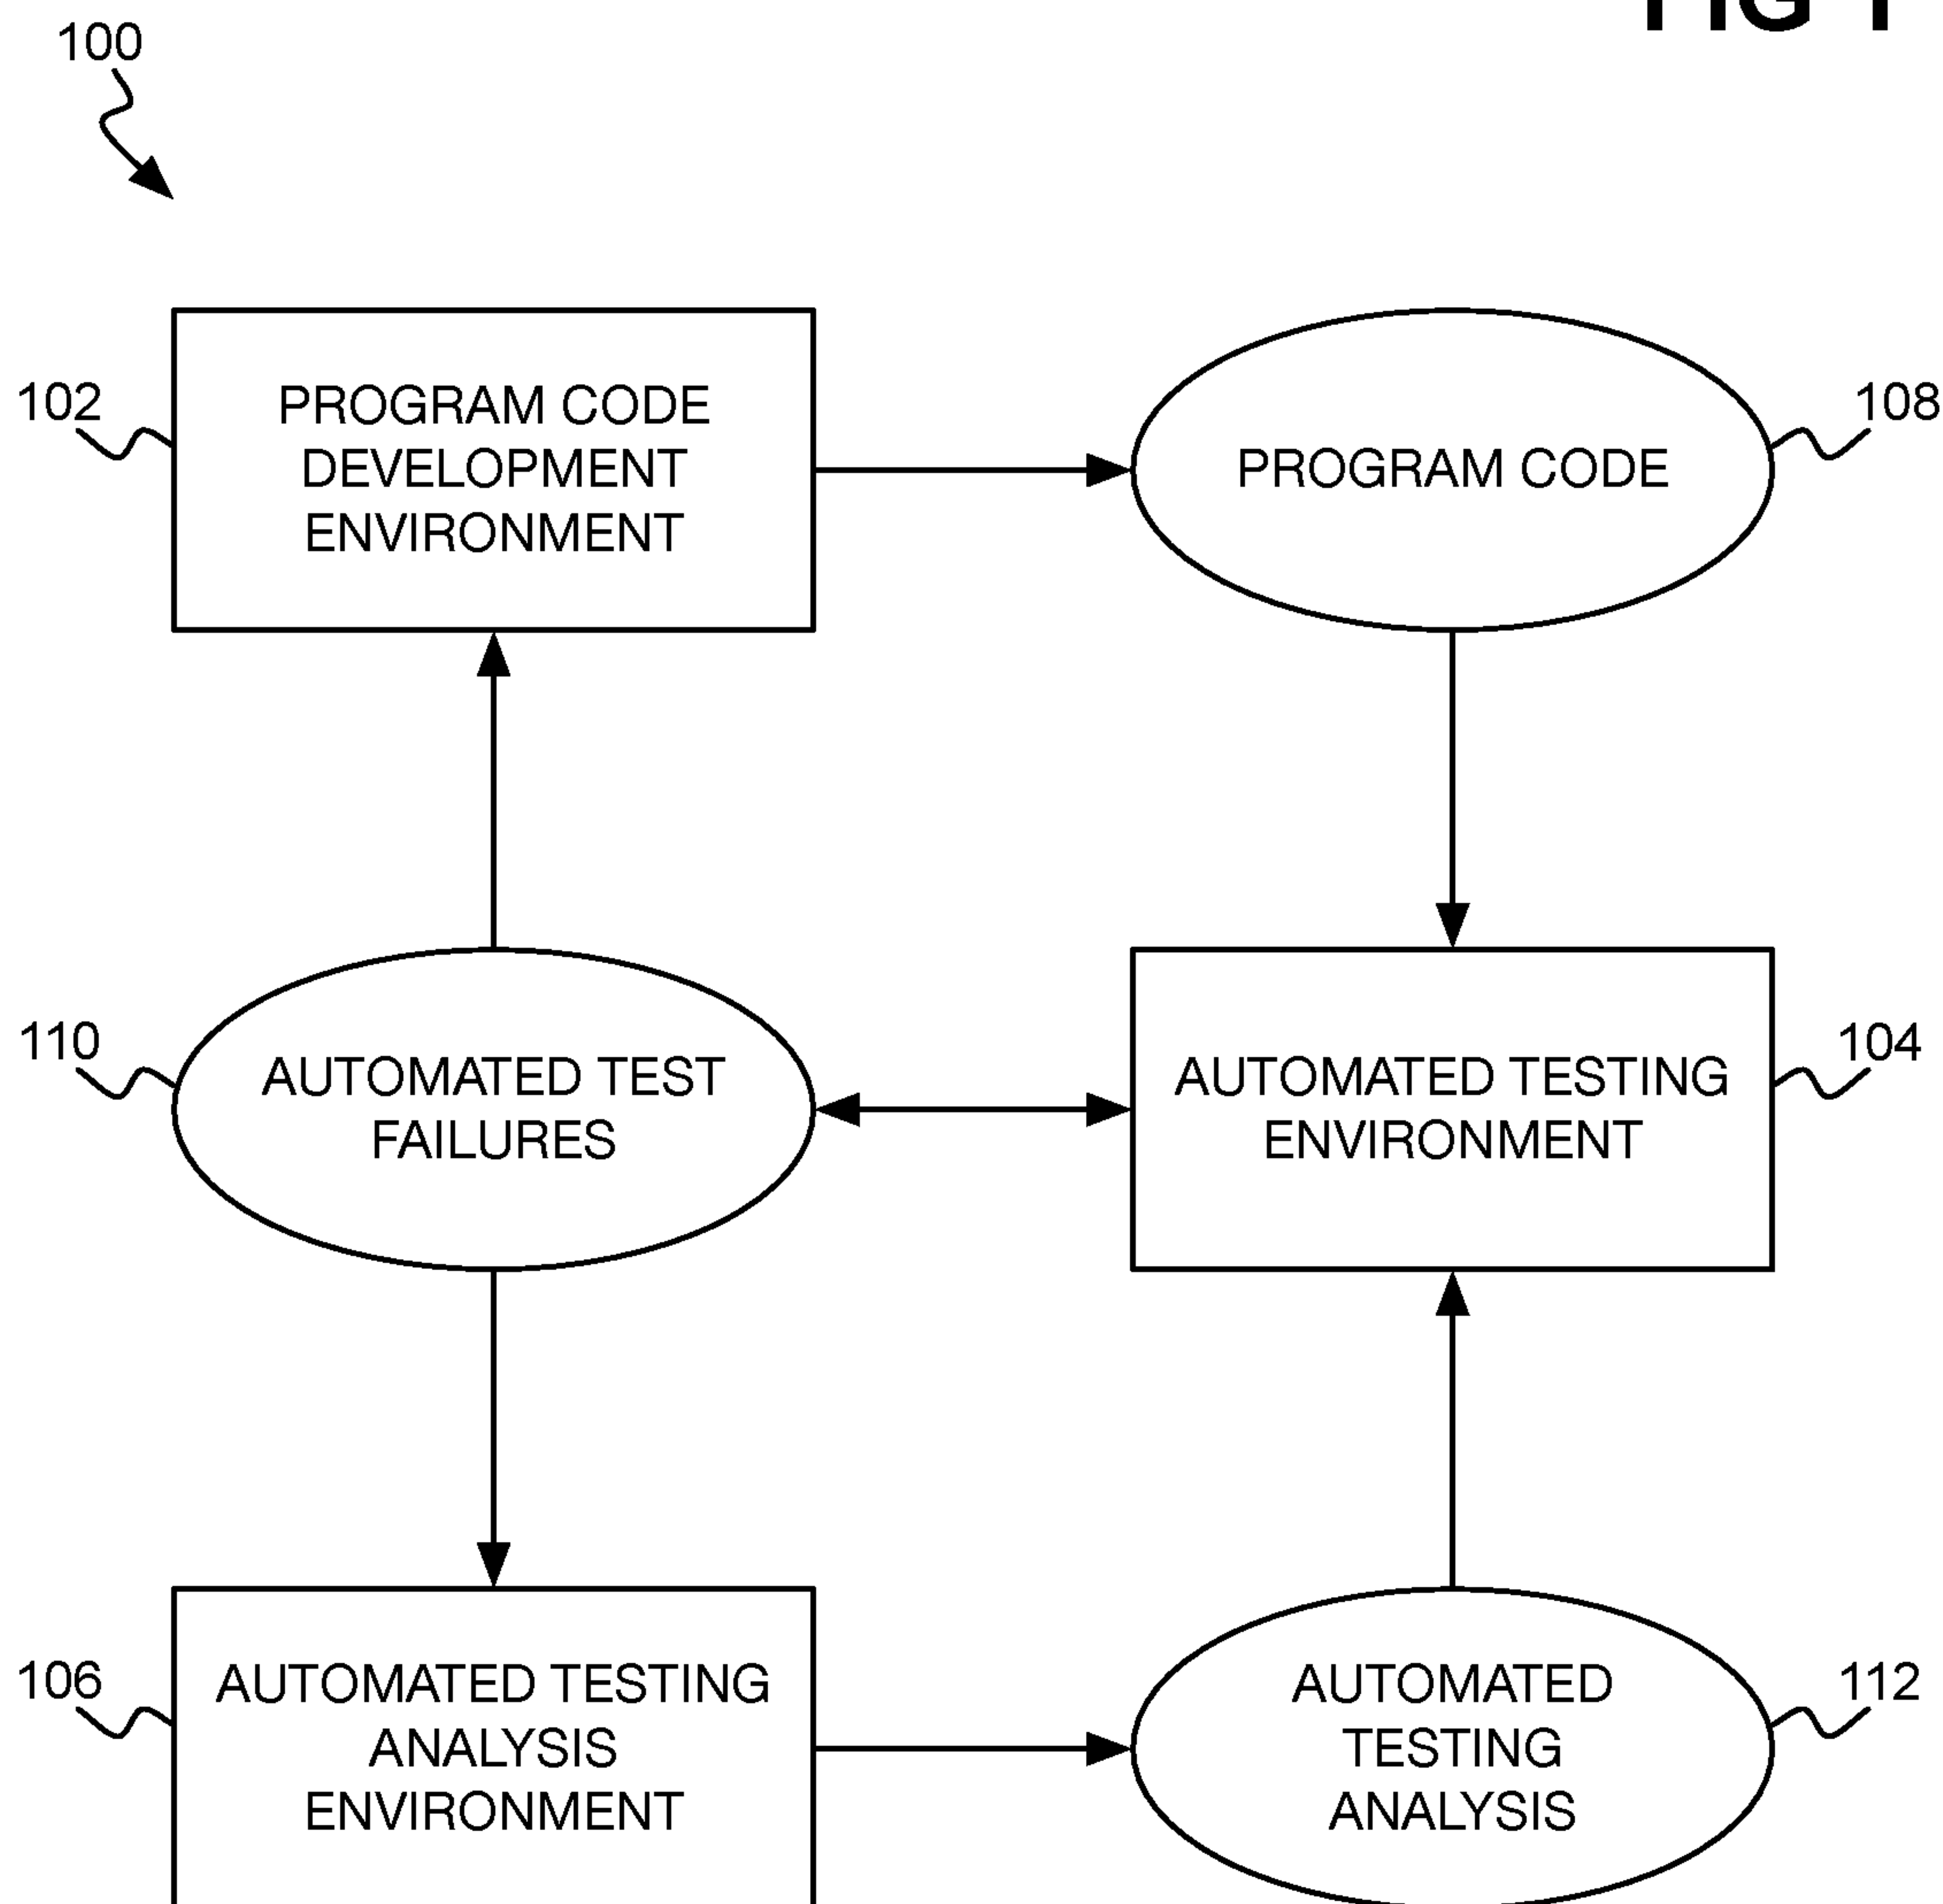 FIG 1
100
102
PROGRAM CODE
DEVELOPMENT
ENVIRONMENT
PROGRAM CODE
108
110
AUTOMATED TEST
FAILURES
AUTOMATED TESTING
ENVIRONMENT
104
106
AUTOMATED TESTING
ANALYSIS
ENVIRONMENT
AUTOMATED
TESTING
ANALYSIS
112